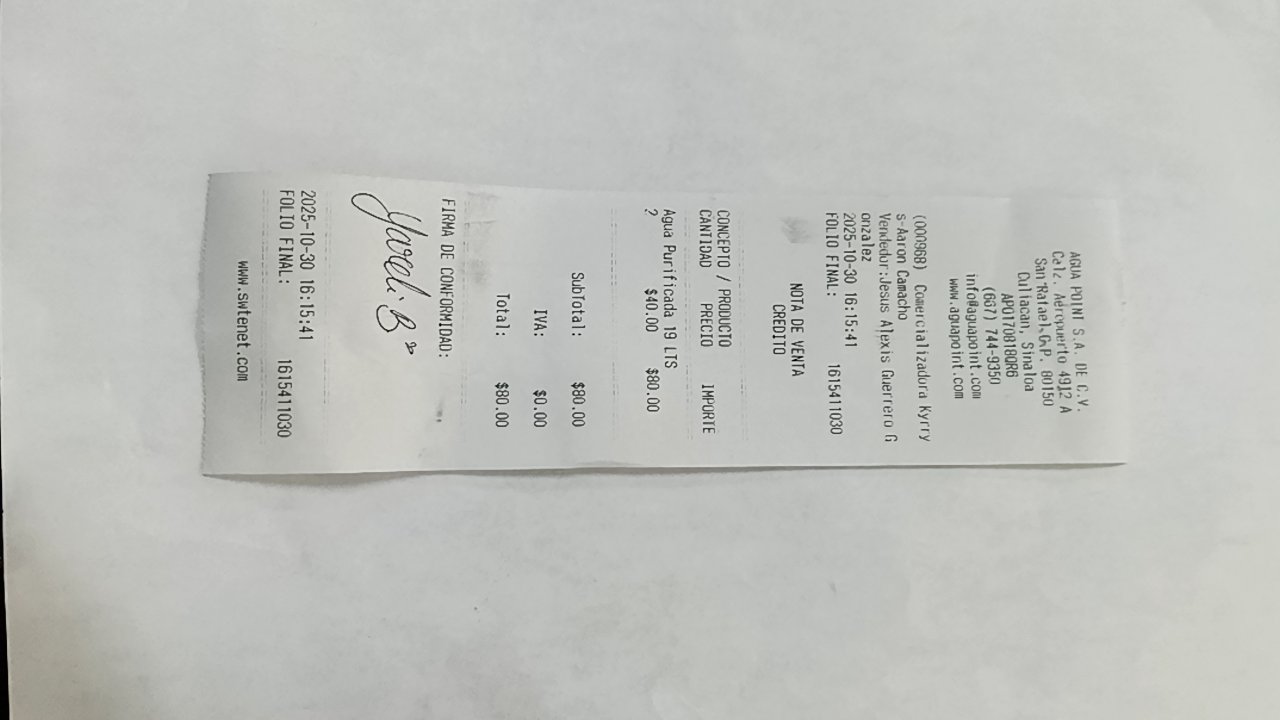 AGUA POINT S.A. DE C.V.
Calz. Aeropuerto 4912 A
San Rafael C.P. 80150
Culiacan, Sinaloa
APO170818QR6
(667) 744-9350
info@aguapoint.com
www.aguapoint.com
(000968) Comercializadora Kyrry
s-Aaron Camacho
Vendedor:Jesus Alexis Guerrero G
onzalez
2025-10-30 16:15:41
FOLIO FINAL: 1615411030
NOTA DE VENTA
CREDITO
CONCEPTO / PRODUCTO
CANTIDAD PRECIO IMPORTE
Agua Purificada 19 LTS
2 $40.00 $80.00
SubTotal: $80.00
IVA: $0.00
Total: $80.00
FIRMA DE CONFORMIDAD:
Yareli B
2025-10-30 16:15:41
FOLIO FINAL: 1615411030
www.swtenet.com